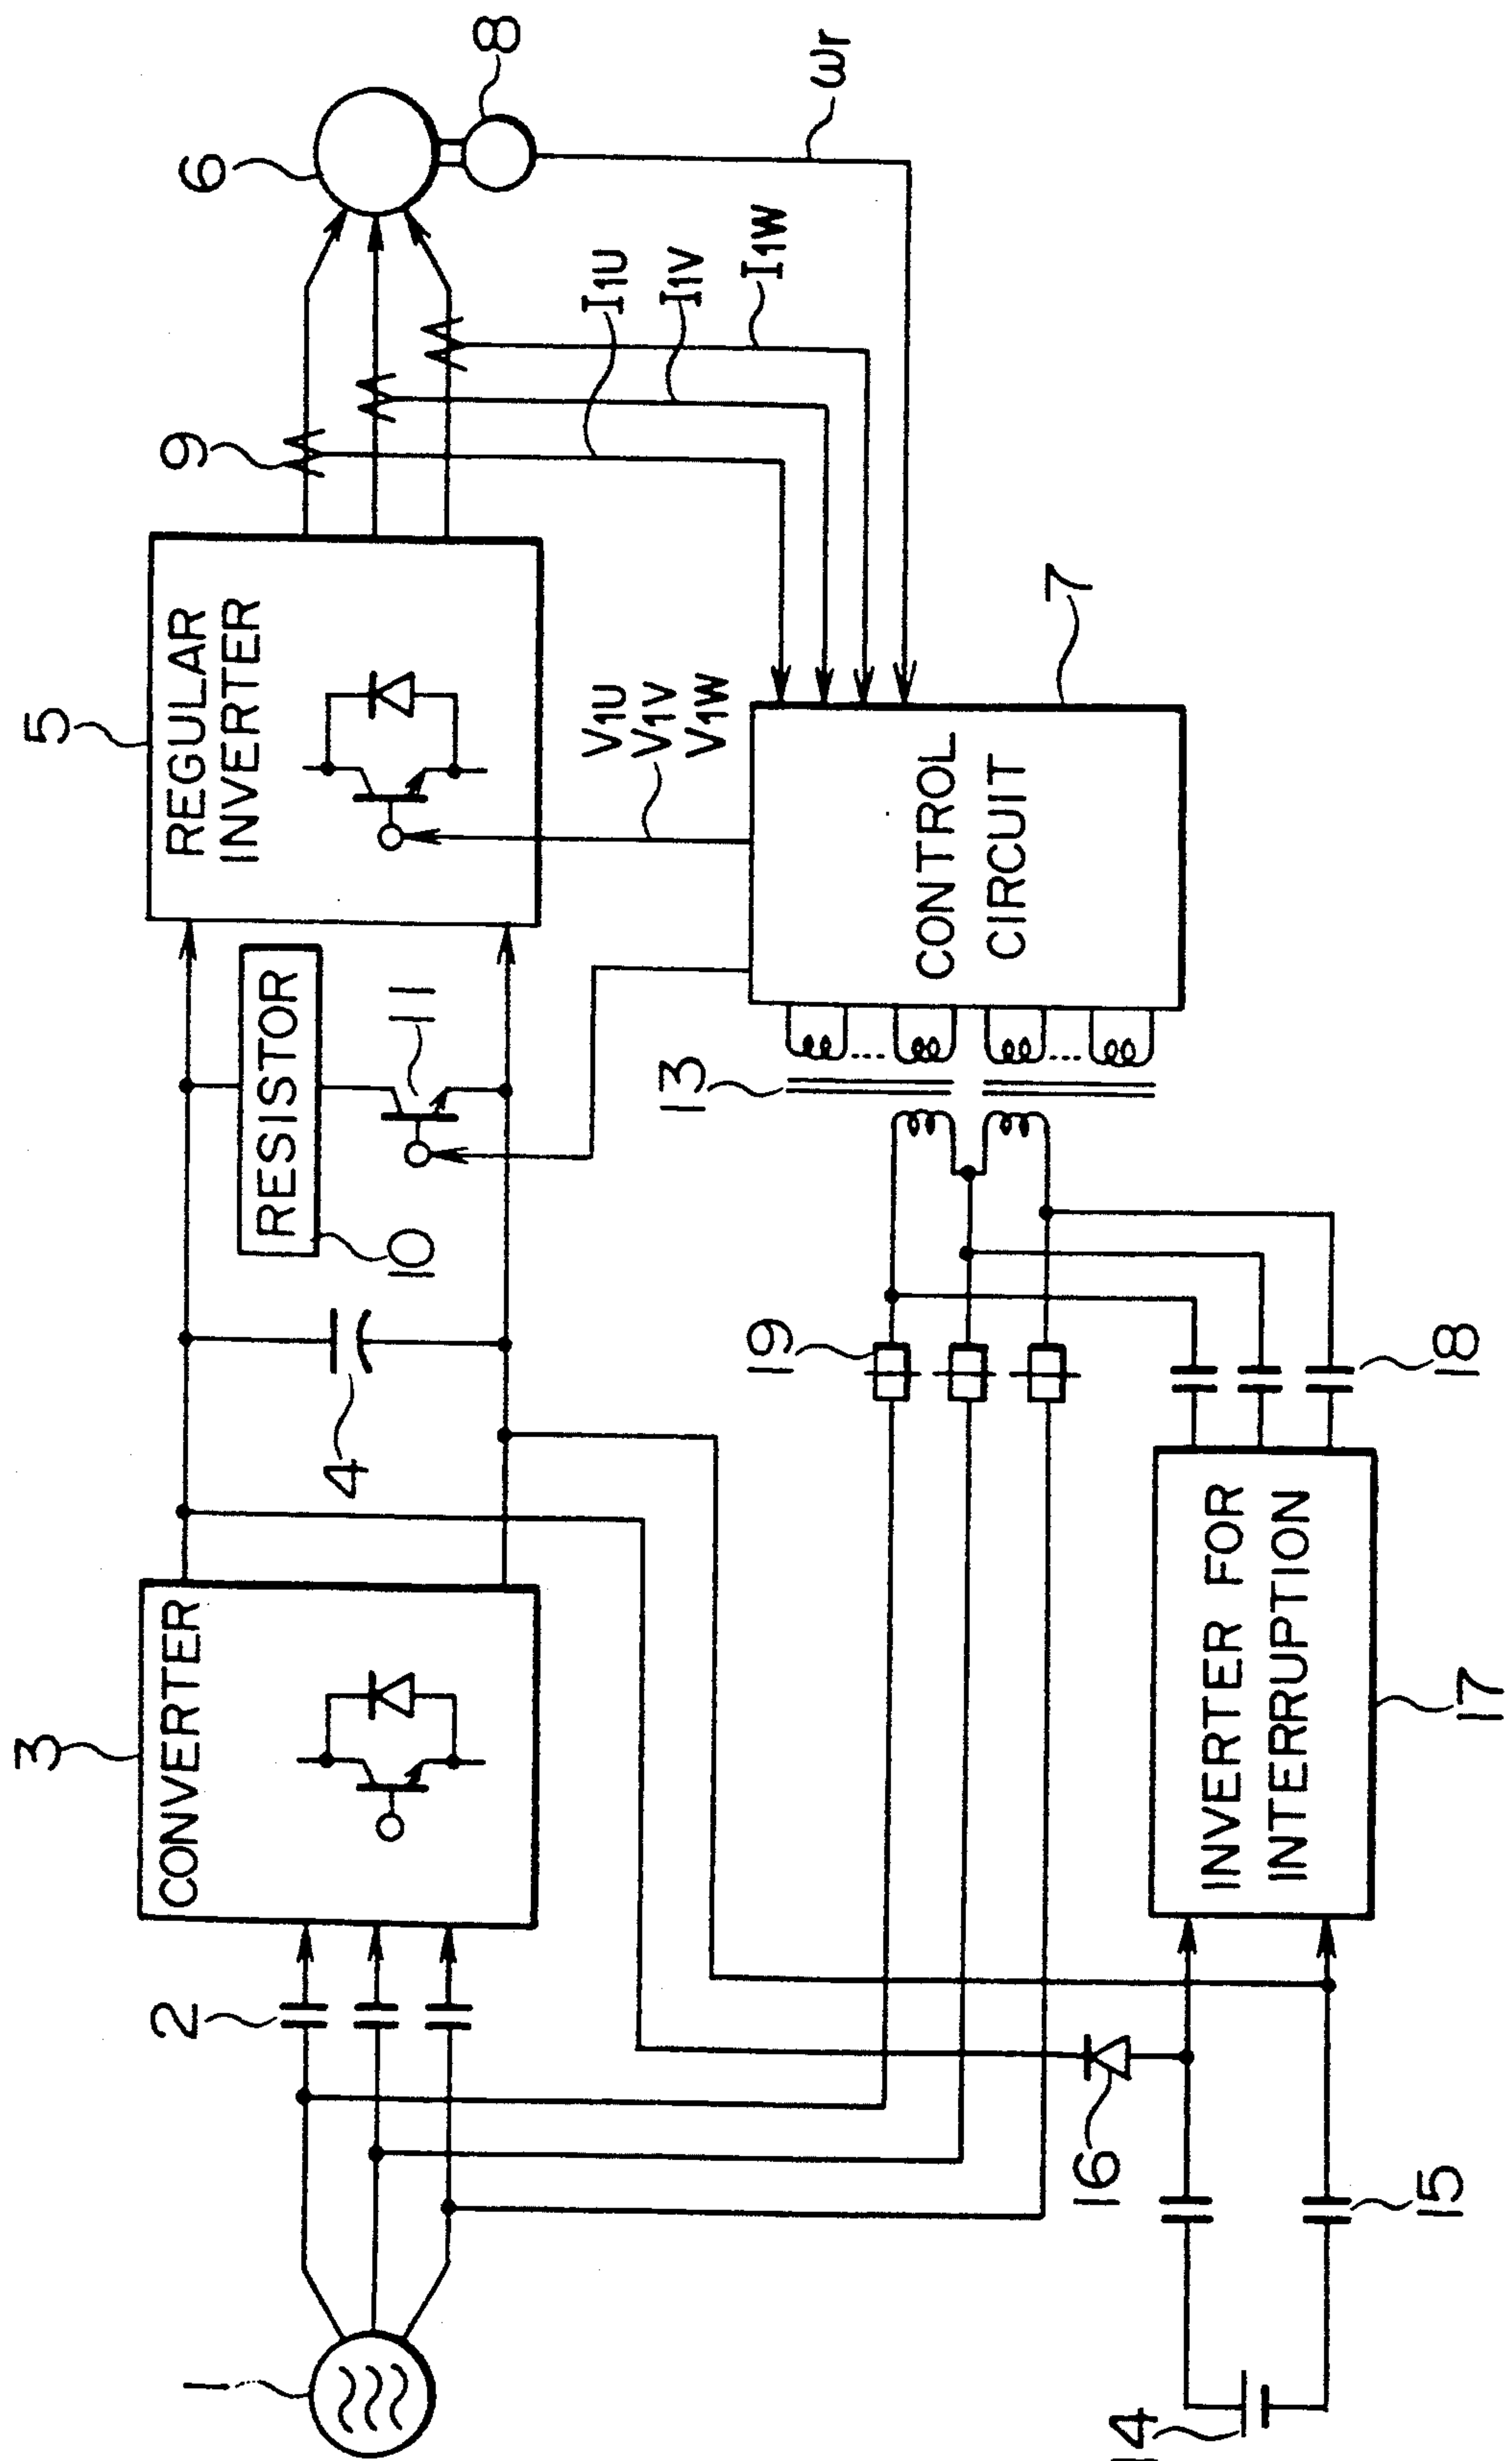 1
2
3
CONVERTER
4
RESISTOR
10
11
5
REGULAR
INVERTER
9
6
8
ωr
I1U
I1V
I1W
V1U
V1V
V1W
7
CONTROL
CIRCUIT
13
19
18
INVERTER FOR
INTERRUPTION
17
16
15
14